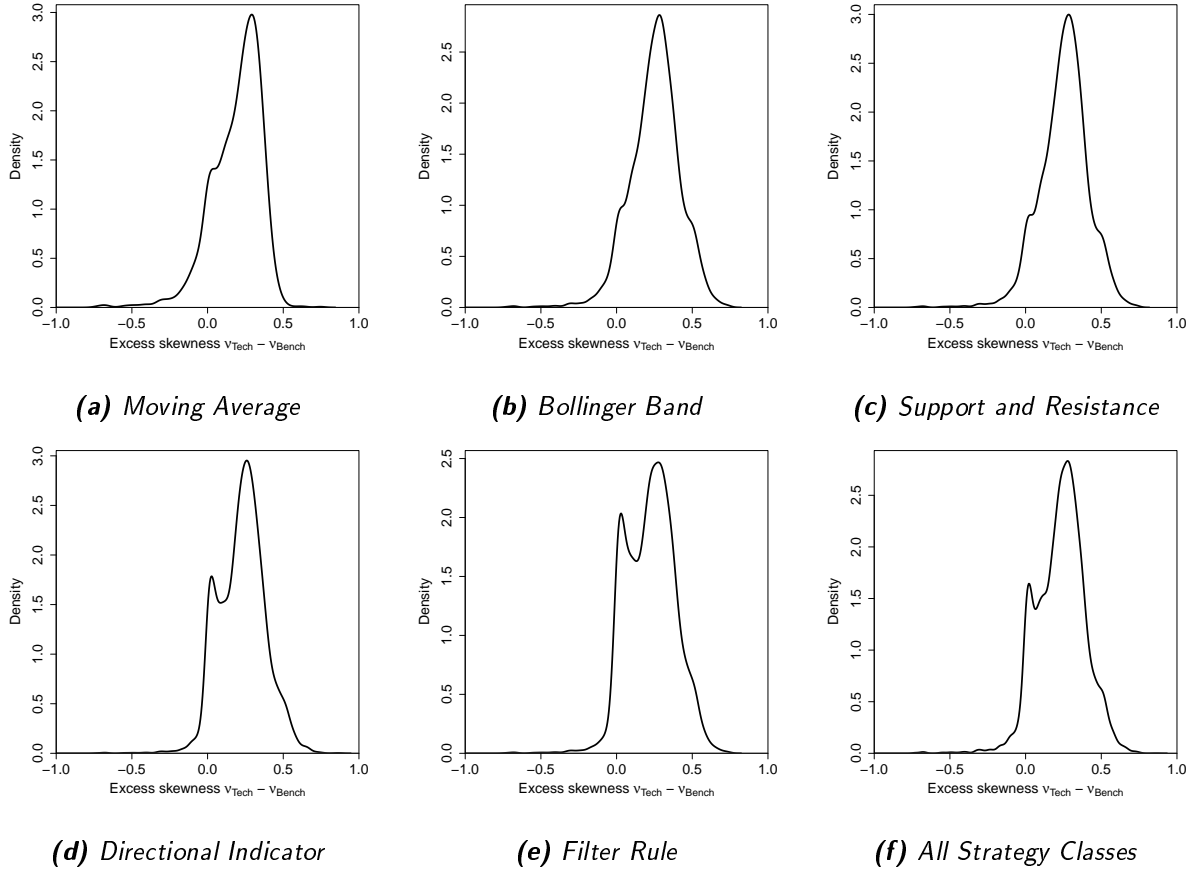 3.0
2.5
2.0
1.5
1.0
0.5
0.0
Density
−1.0 −0.5 0.0 0.5 1.0
Excess skewness νTech − νBench
(a) Moving Average
2.5
2.0
1.5
1.0
0.5
0.0
Density
−1.0 −0.5 0.0 0.5 1.0
Excess skewness νTech − νBench
(b) Bollinger Band
3.0
2.5
2.0
1.5
1.0
0.5
0.0
Density
−1.0 −0.5 0.0 0.5 1.0
Excess skewness νTech − νBench
(c) Support and Resistance
3.0
2.5
2.0
1.5
1.0
0.5
0.0
Density
−1.0 −0.5 0.0 0.5 1.0
Excess skewness νTech − νBench
(d) Directional Indicator
2.5
2.0
1.5
1.0
0.5
0.0
Density
−1.0 −0.5 0.0 0.5 1.0
Excess skewness νTech − νBench
(e) Filter Rule
2.5
2.0
1.5
1.0
0.5
0.0
Density
−1.0 −0.5 0.0 0.5 1.0
Excess skewness νTech − νBench
(f) All Strategy Classes